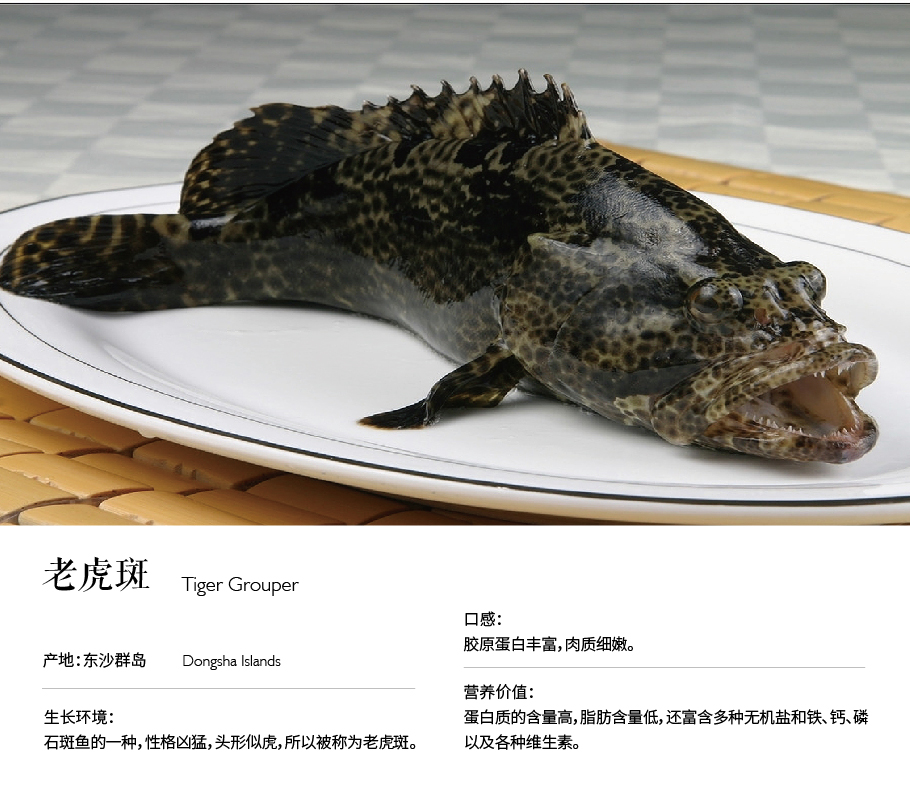 老虎斑 Tiger Grouper
产地：东沙群岛 Dongsha Islands
生长环境：
石斑鱼的一种，性格凶猛，头形似虎，所以被称为老虎斑。
口感：
胶原蛋白丰富，肉质细嫩。
营养价值：
蛋白质的含量高，脂肪含量低，还富含多种无机盐和铁、钙、磷
以及各种维生素。